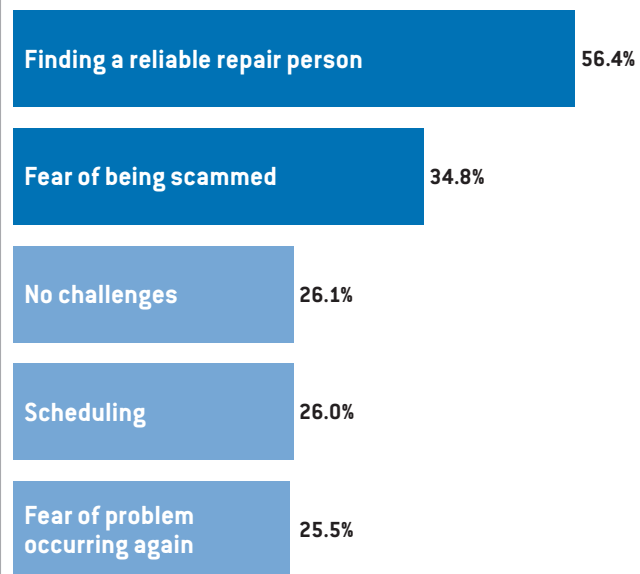 Finding a reliable repair person 56.4%
Fear of being scammed 34.8%
No challenges 26.1%
Scheduling 26.0%
Fear of problem
occurring again 25.5%